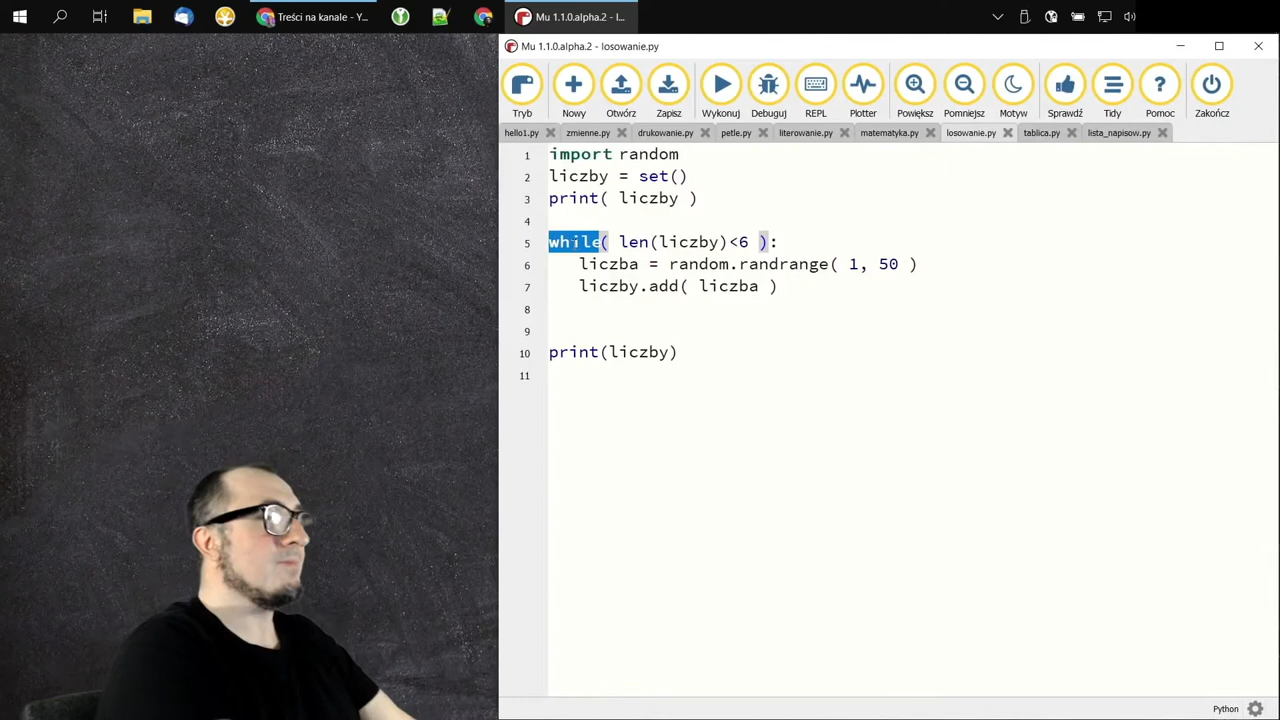 Treści na kanale - Y...
Mu 1.1.0.alpha.2 - l...
Mu 1.1.0.alpha.2 - losowanie.py
Tryb Nowy Otwórz Zapisz Wykonuj Debuguj REPL Plotter Powiększ Pomniejsz Motyw Sprawdź Tidy Pomoc Zakończ
hello1.py zmienne.py drukowanie.py petle.py literowanie.py matematyka.py losowanie.py tablica.py lista_napisow.py
1 import random
2 liczby = set()
3 print( liczby )
4
5 while( len(liczby)<6 ):
6 liczba = random.randrange( 1, 50 )
7 liczby.add( liczba )
8
9
10 print(liczby)
11
Python